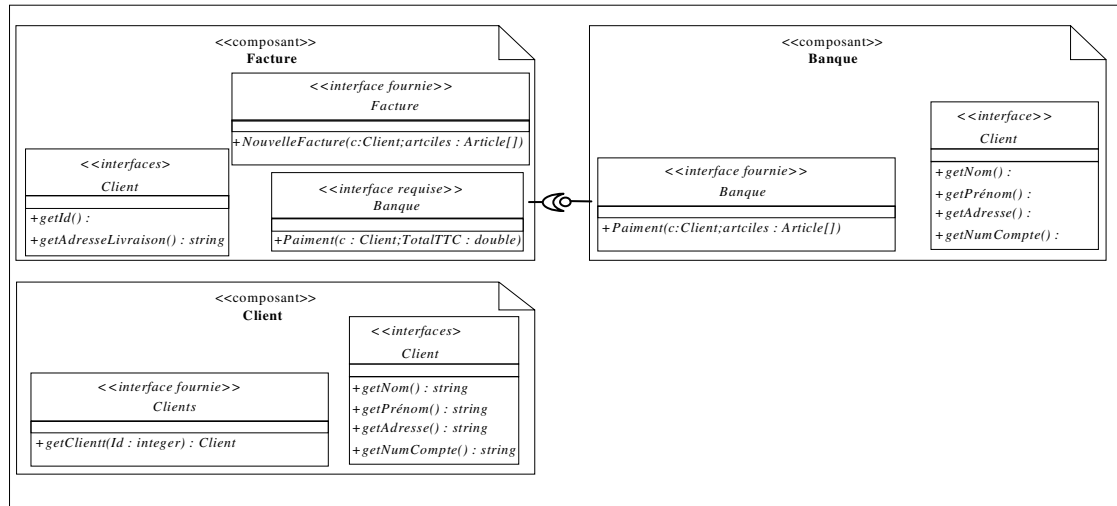 <<composant>>
Facture
<<interface fournie>>
Facture
+NouvelleFacture(c:Client;artciles : Article[])
<<interfaces>
Client
+getId() :
+getAdresseLivraison() : string
<<interface requise>>
Banque
+Paiment(c : Client;TotalTTC : double)
<<composant>>
Banque
<<interface fournie>>
Banque
+Paiment(c:Client;artciles : Article[])
<<interface>>
Client
+getNom() :
+getPrénom() :
+getAdresse() :
+getNumCompte() :
<<composant>>
Client
<<interface fournie>>
Clients
+getClientt(Id : integer) : Client
<<interfaces>
Client
+getNom() : string
+getPrénom() : string
+getAdresse() : string
+getNumCompte() : string